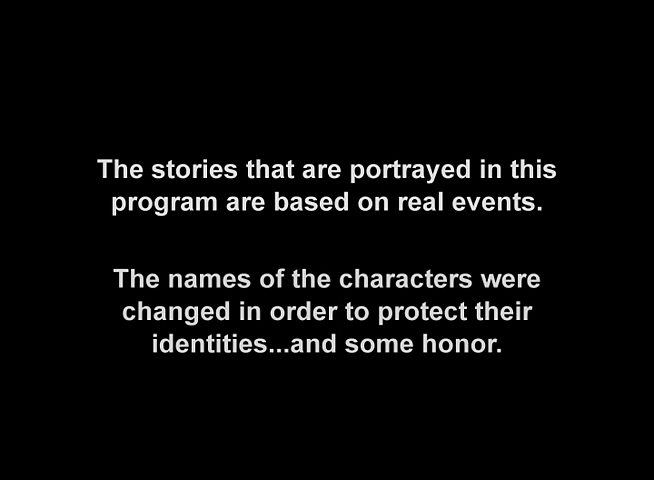 The stories that are portrayed in this
program are based on real events.
The names of the characters were
changed in order to protect their
identities...and some honor.